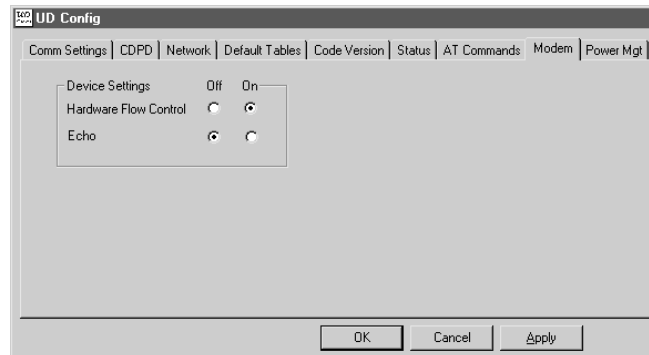 UD Config
Comm Settings CDPD Network Default Tables Code Version Status AT Commands Modem Power Mgt
Device Settings Off On
Hardware Flow Control
Echo
OK Cancel Apply